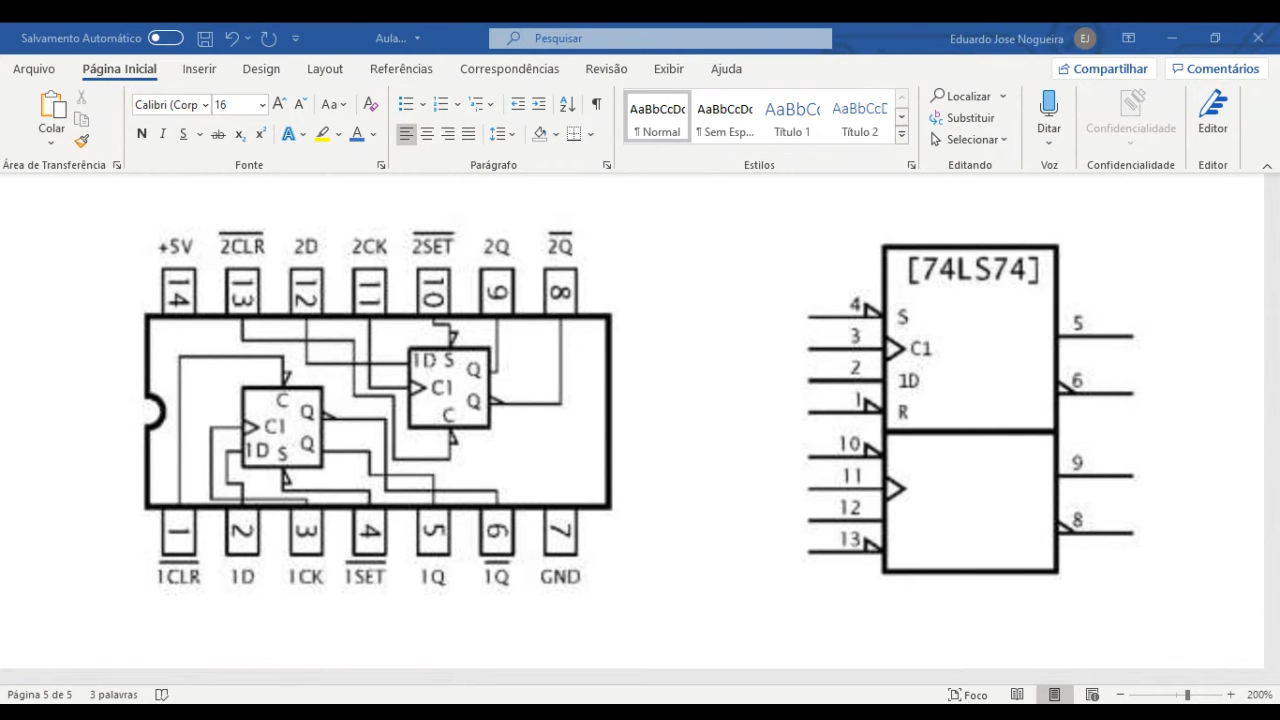 Salvamento Automático Aula... Pesquisar Eduardo Jose Nogueira EJ
Arquivo Página Inicial Inserir Design Layout Referências Correspondências Revisão Exibir Ajuda Compartilhar Comentários
Calibri (Corp 16 A A Aa A
Colar
N I S ab x₂ x² A A
AaBbCcDc AaBbCcDc AaBbCc AaBbCcD
¶ Normal ¶ Sem Esp... Título 1 Título 2
Localizar
Substituir
Selecionar
Ditar
Confidencialidade
Editor
Área de Transferência Fonte Parágrafo Estilos Editando Voz Confidencialidade Editor
+5V 2CLR 2D 2CK 2SET 2Q 2Q
14 13 12 11 10 9 8
1D S Q
C1
C Q
C Q
C1
1D S Q
1 2 3 4 5 6 7
1CLR 1D 1CK 1SET 1Q 1Q GND
[74LS74]
4 S
3 C1
2 1D
1 R
5
6
10
11
12
13
9
8
Página 5 de 5 3 palavras Foco 200%